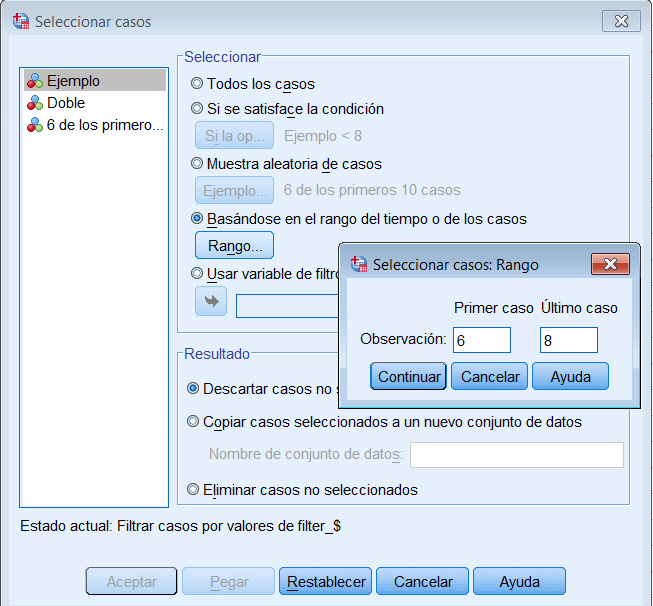 Seleccionar casos
Ejemplo
Doble
6 de los primero...
Seleccionar
Todos los casos
Si se satisface la condición
Si la op... Ejemplo < 8
Muestra aleatoria de casos
Ejemplo... 6 de los primeros 10 casos
Basándose en el rango del tiempo o de los casos
Rango...
Usar variable de filtro
Seleccionar casos: Rango
Primer caso Último caso
Observación: 6 8
Continuar Cancelar Ayuda
Resultado
Descartar casos no s
Copiar casos seleccionados a un nuevo conjunto de datos
Nombre de conjunto de datos:
Eliminar casos no seleccionados
Estado actual: Filtrar casos por valores de filter_$
Aceptar Pegar Restablecer Cancelar Ayuda